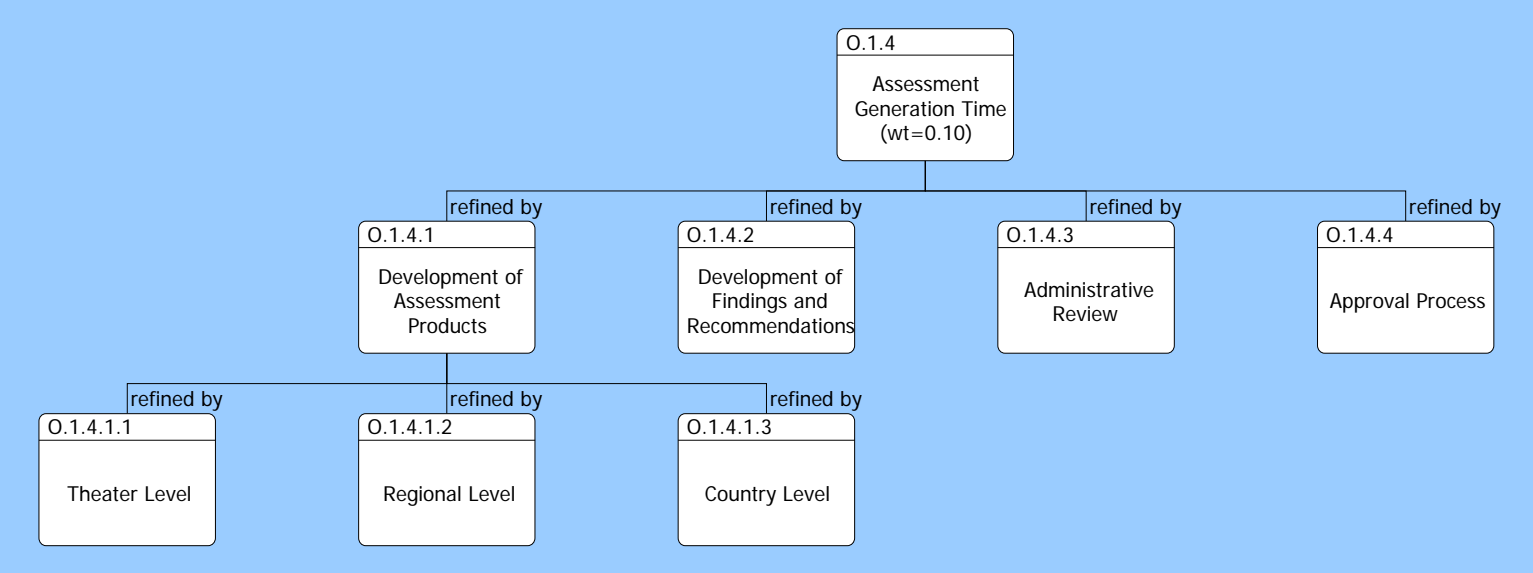 O.1.4
Assessment
Generation Time
(wt=0.10)
refined by
refined by
refined by
refined by
O.1.4.1
Development of
Assessment
Products
O.1.4.2
Development of
Findings and
Recommendations
O.1.4.3
Administrative
Review
O.1.4.4
Approval Process
refined by
refined by
refined by
O.1.4.1.1
Theater Level
O.1.4.1.2
Regional Level
O.1.4.1.3
Country Level